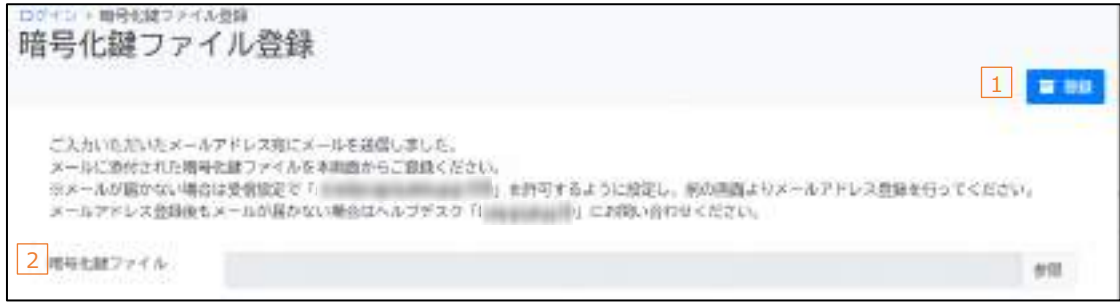 ログイン › 暗号化鍵ファイル登録
暗号化鍵ファイル登録
1
登録
ご入力いただいたメールアドレス宛にメールを送信しました。
メールに添付された暗号化鍵ファイルを本画面からご登録ください。
※メールが届かない場合は受信設定で「 」を許可するように設定し、前の画面よりメールアドレス登録を行ってください。
メールアドレス登録後もメールが届かない場合はヘルプデスク「 」にお問い合わせください。
2 暗号化鍵ファイル
参照